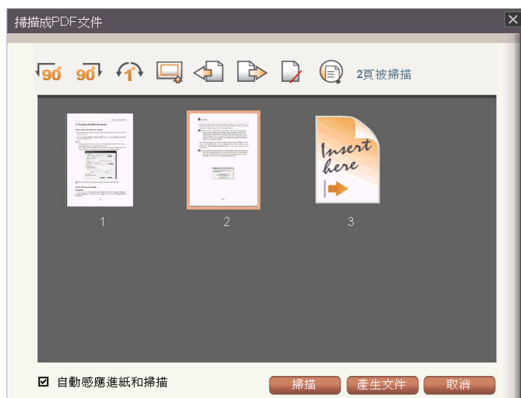 掃描成PDF文件
90° 90° 1° 2頁被掃描
Insert
here
1 2 3
自動感應進紙和掃描 掃描 產生文件 取消